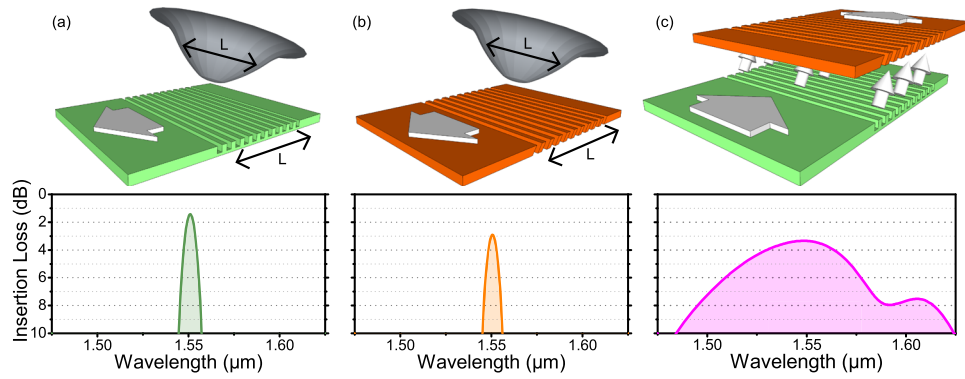 (a)
(b)
(c)
L
L
L
L
Insertion Loss (dB)
0
2
4
6
8
10
1.50
1.55
1.60
1.50
1.55
1.60
1.50
1.55
1.60
Wavelength (μm)
Wavelength (μm)
Wavelength (μm)